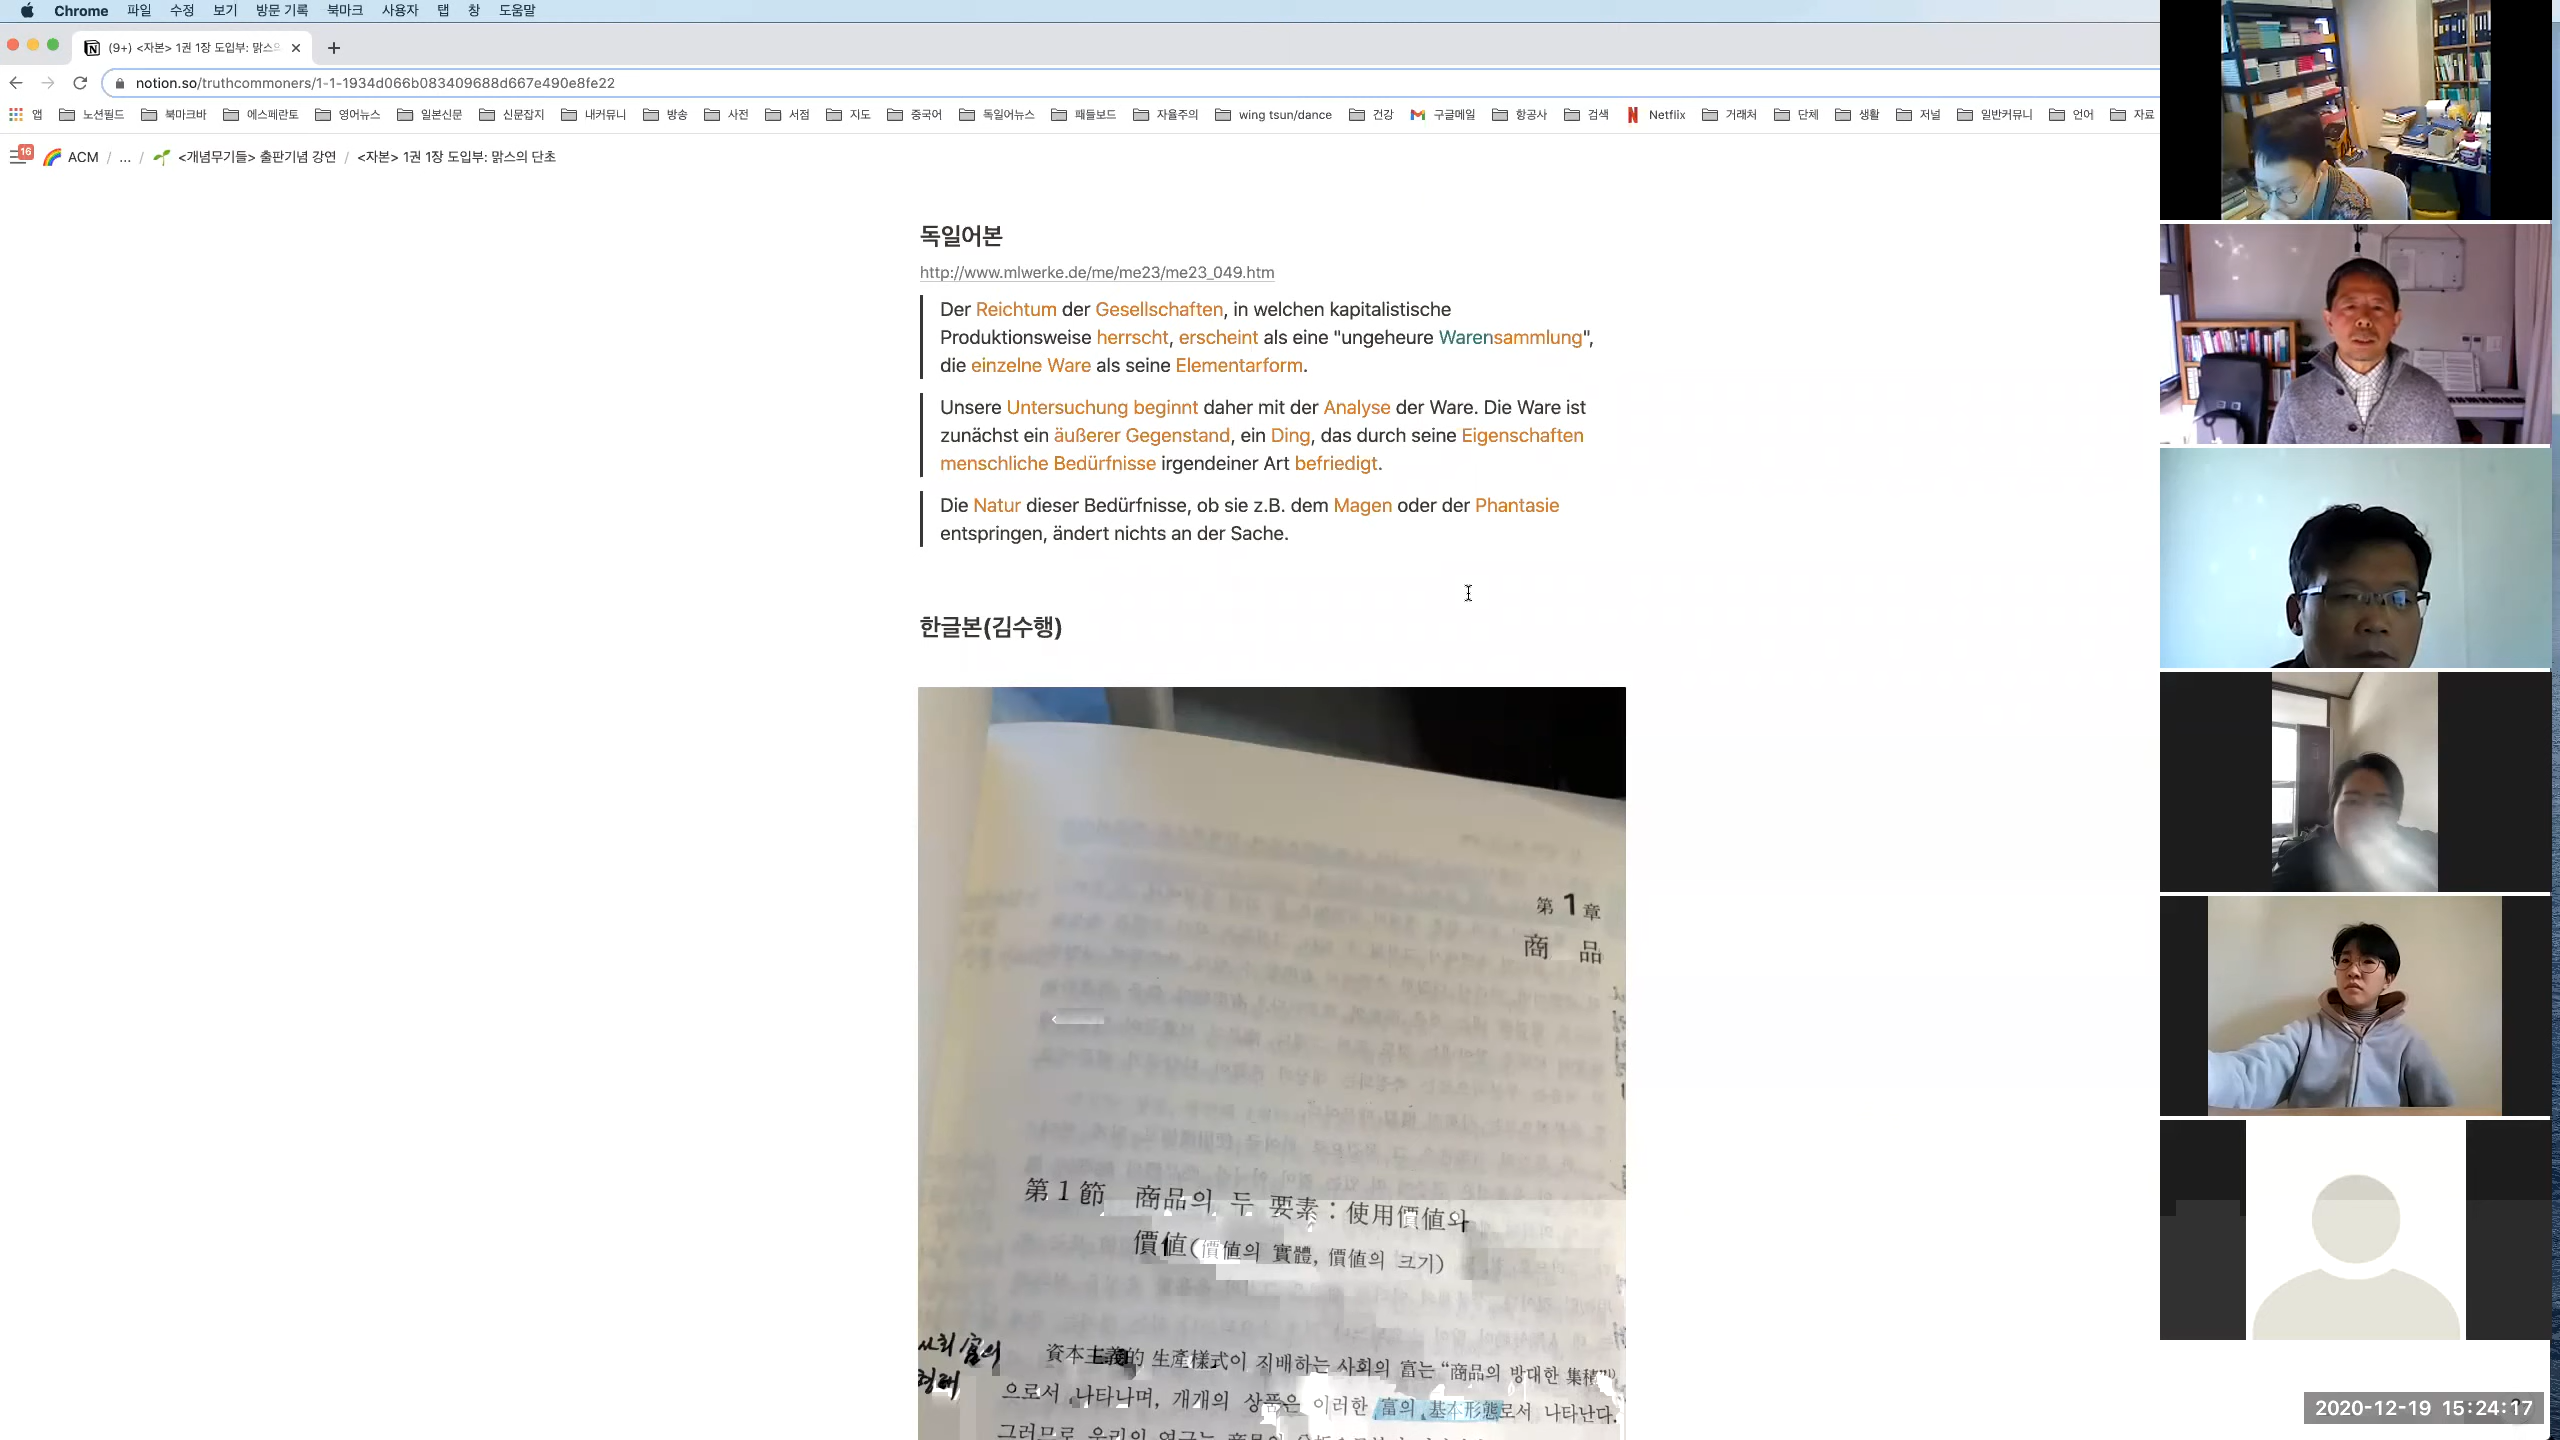 Chrome 파일 수정 보기 방문 기록 북마크 사용자 탭 창 도움말
(9+) <자본> 1권 1장 도입부: 맑스의
notion.so/truthcommoners/1-1-1934d066b083409688d667e490e8fe22
앱 노션필드 북마크바 에스페란토 영어뉴스 일본신문 신문잡지 내커뮤니 방송 사전 서점 지도 중국어 독일어뉴스 패들보드 자율주의 wing tsun/dance 건강 구글메일 항공사 검색 Netflix 거래처 단체 생활 저널 일반커뮤니 언어 자료
16 ACM / ... / <개념무기들> 출판기념 강연 / <자본> 1권 1장 도입부: 맑스의 단초
독일어본
http://www.mlwerke.de/me/me23/me23_049.htm
Der Reichtum der Gesellschaften, in welchen kapitalistische
Produktionsweise herrscht, erscheint als eine "ungeheure Warensammlung",
die einzelne Ware als seine Elementarform.
Unsere Untersuchung beginnt daher mit der Analyse der Ware. Die Ware ist
zunächst ein äußerer Gegenstand, ein Ding, das durch seine Eigenschaften
menschliche Bedürfnisse irgendeiner Art befriedigt.
Die Natur dieser Bedürfnisse, ob sie z.B. dem Magen oder der Phantasie
entspringen, ändert nichts an der Sache.
한글본(김수행)
第 1 章
商 品
第 1 節 商品의 두 要素 : 使用價値와
價値(價値의 實體, 價値의 크기)
資本主義的 生產樣式이 지배하는 사회의 富는 “商品의 방대한 集積”
으로서 나타나며, 개개의 상품은 이러한 富의 基本形態로서 나타난다.
그러므로 우리의 연구는
2020-12-19 15:24:17